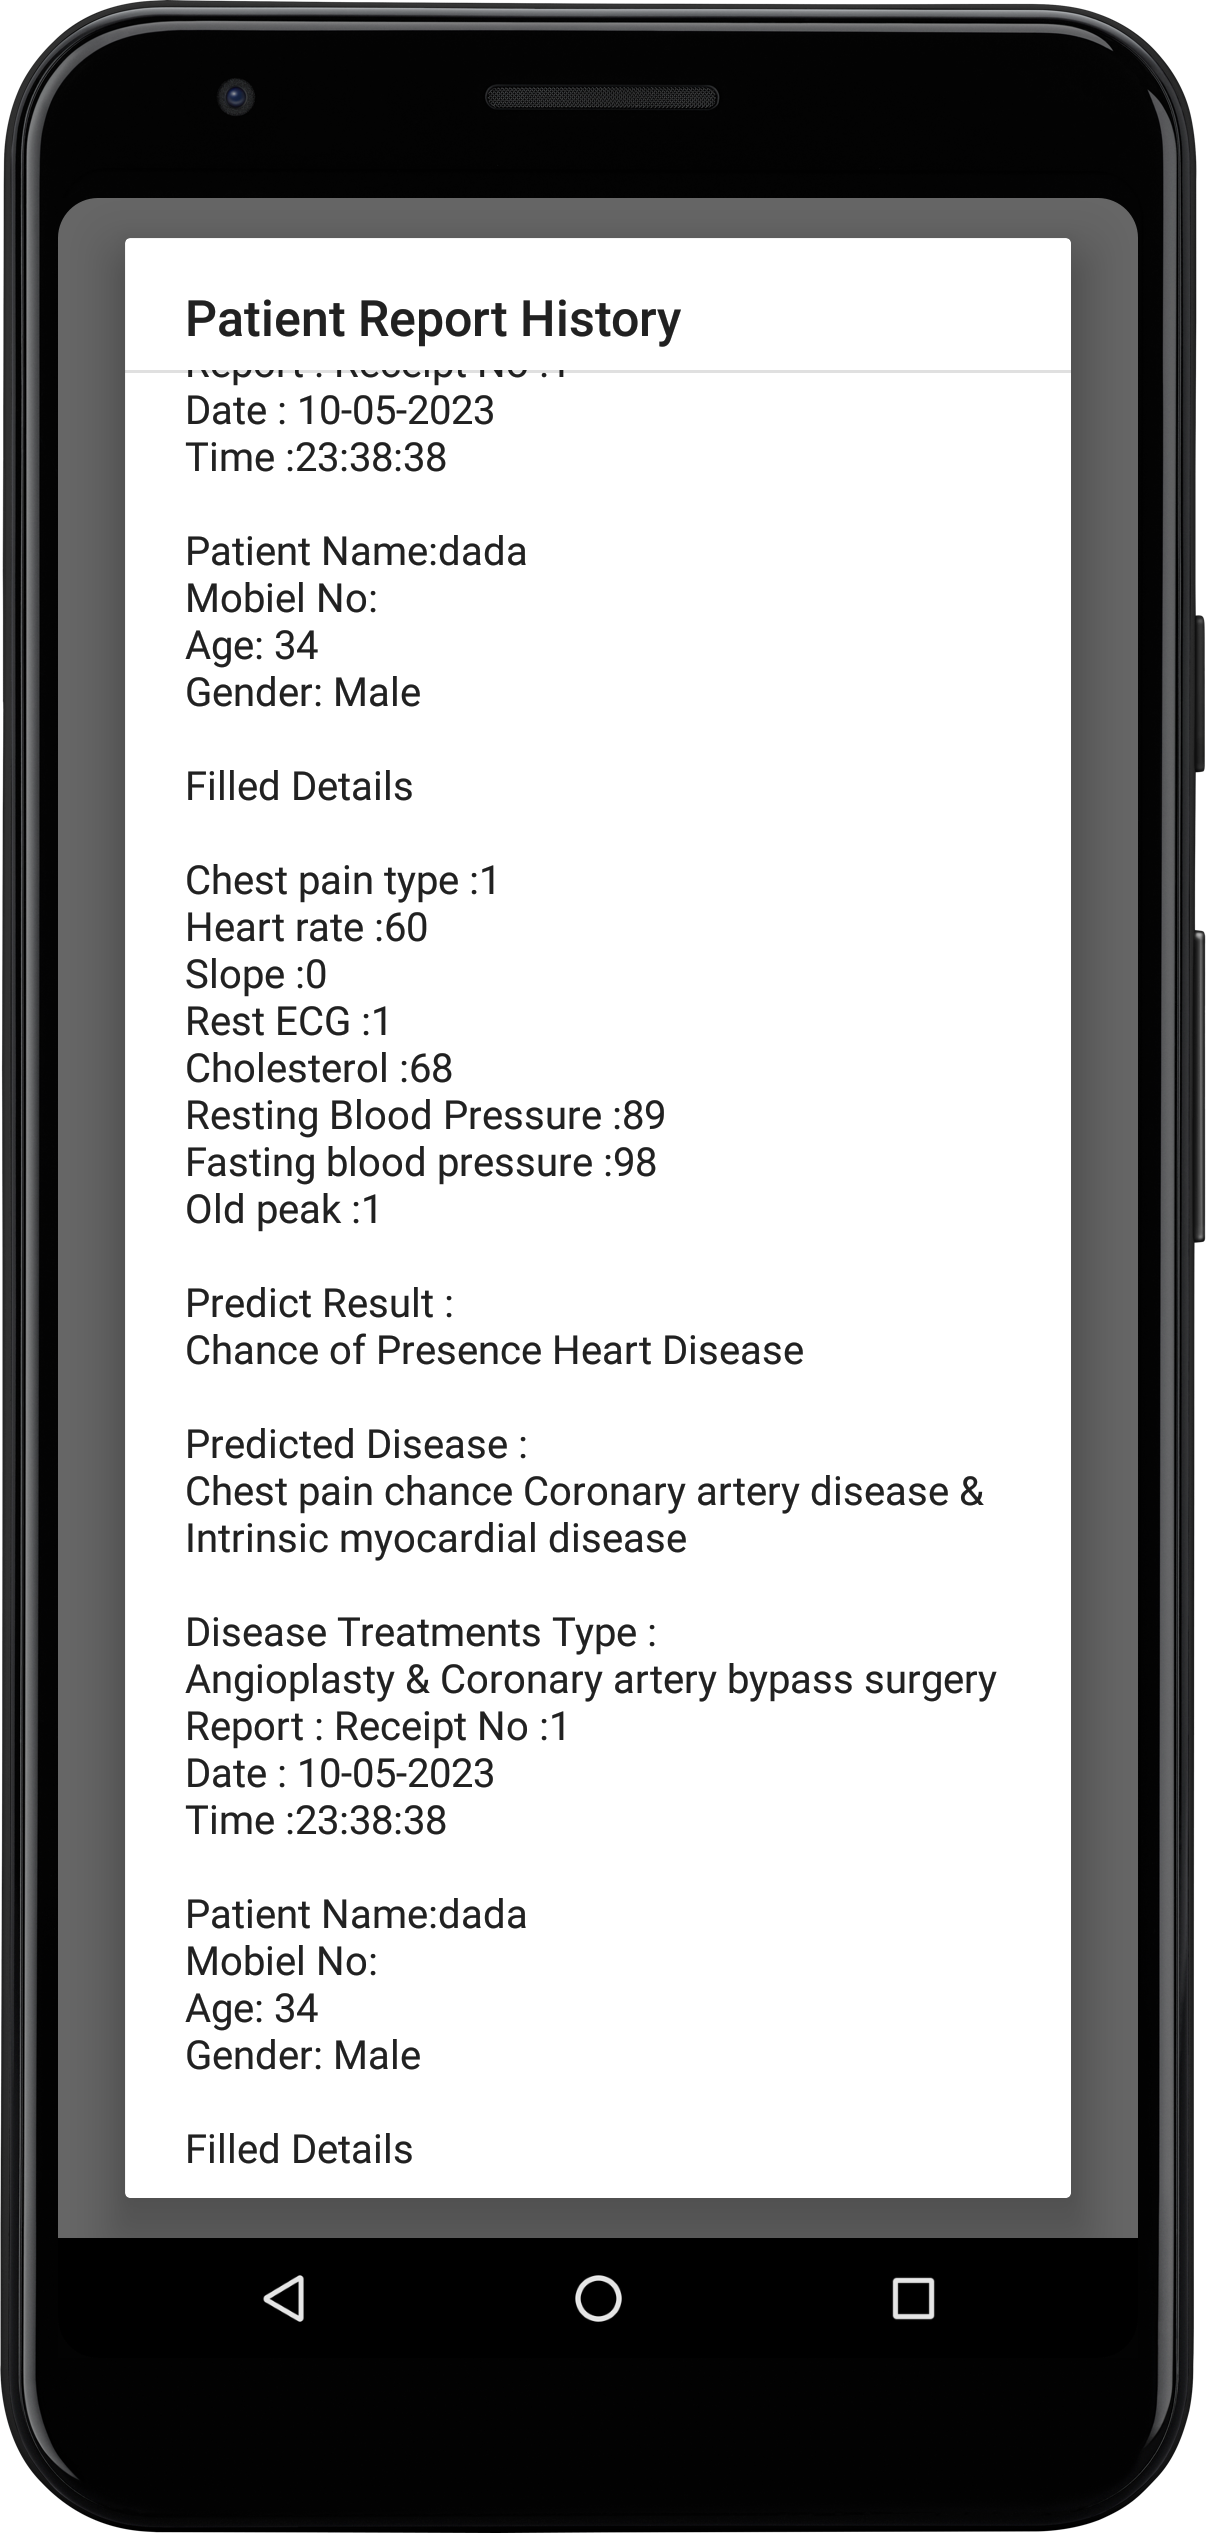 Patient Report History
Report : Receipt No :1
Date : 10-05-2023
Time :23:38:38
Patient Name:dada
Mobiel No:
Age: 34
Gender: Male
Filled Details
Chest pain type :1
Heart rate :60
Slope :0
Rest ECG :1
Cholesterol :68
Resting Blood Pressure :89
Fasting blood pressure :98
Old peak :1
Predict Result :
Chance of Presence Heart Disease
Predicted Disease :
Chest pain chance Coronary artery disease &
Intrinsic myocardial disease
Disease Treatments Type :
Angioplasty & Coronary artery bypass surgery
Report : Receipt No :1
Date : 10-05-2023
Time :23:38:38
Patient Name:dada
Mobiel No:
Age: 34
Gender: Male
Filled Details